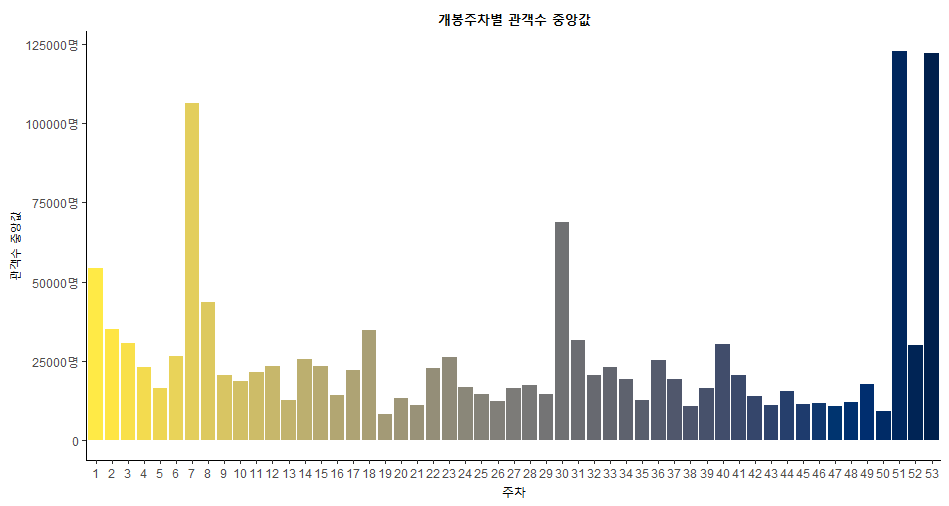 개봉주차별 관객수 중앙값
관객수 중앙값
125000명
100000명
75000명
50000명
25000명
0
1 2 3 4 5 6 7 8 9 10 11 12 13 14 15 16 17 18 19 20 21 22 23 24 25 26 27 28 29 30 31 32 33 34 35 36 37 38 39 40 41 42 43 44 45 46 47 48 49 50 51 52 53
주차